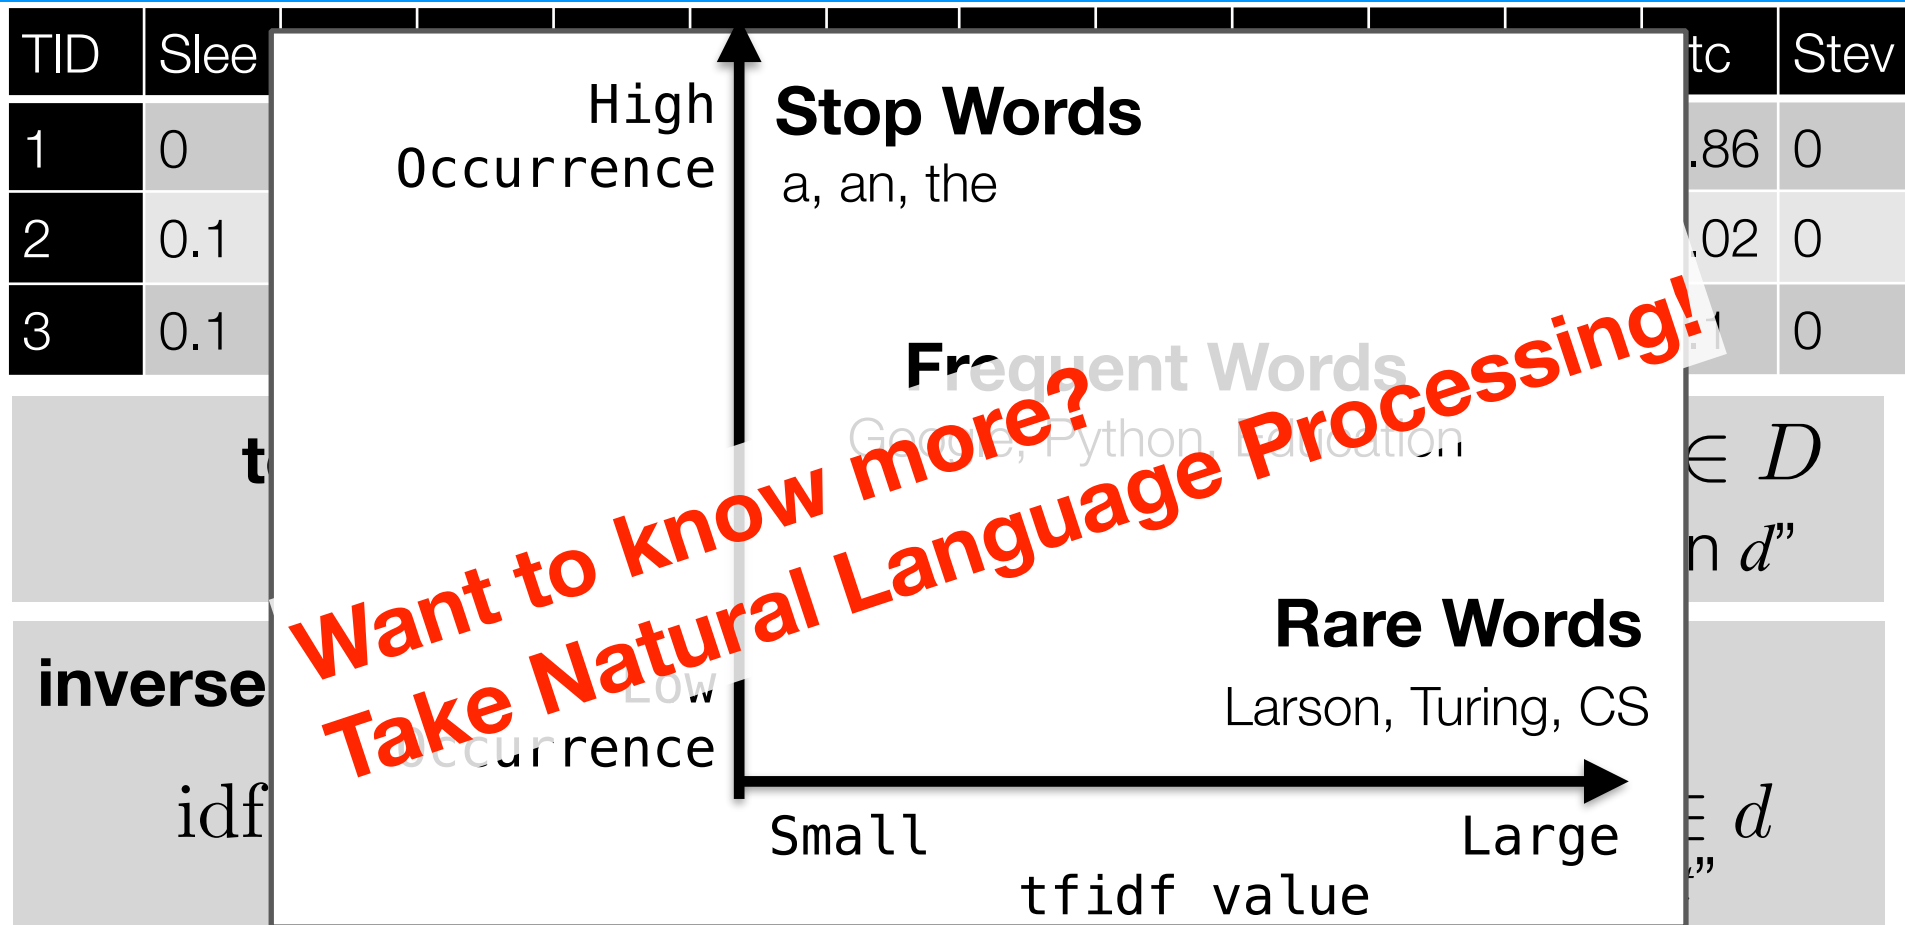 TID Slee tc Stev
1 0 .86 0
2 0.1 .02 0
3 0.1 .1 0
High
Occurrence
Stop Words
a, an, the
Frequent Words
Google, Python, Education
Want to know more?
Take Natural Language Processing!
∈ D
n d”
Rare Words
Larson, Turing, CS
Low
Occurrence
inverse
idf
∈ d
Small Large
tfidf value